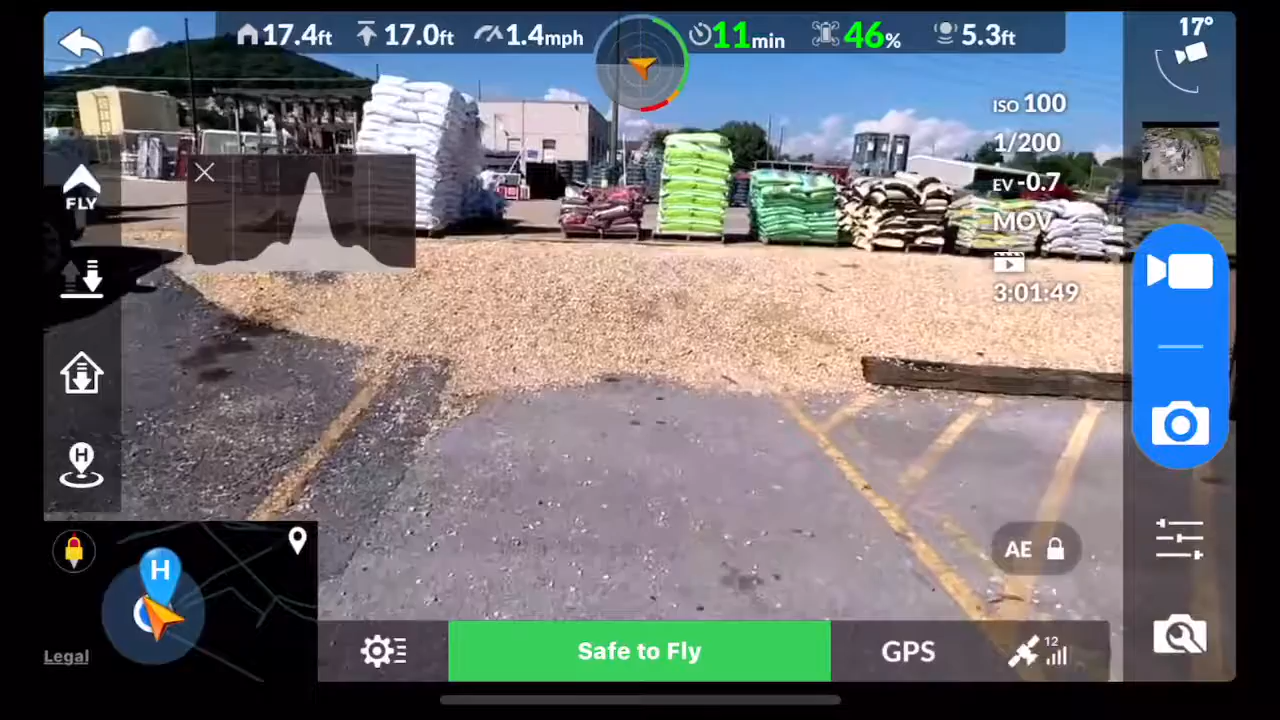 17.4ft 17.0ft 1.4mph 11min 46% 5.3ft 17°
ISO 100
1/200
EV -0.7
MOV
3:01:49
FLY
H
AE
H
Legal
Safe to Fly
GPS
12